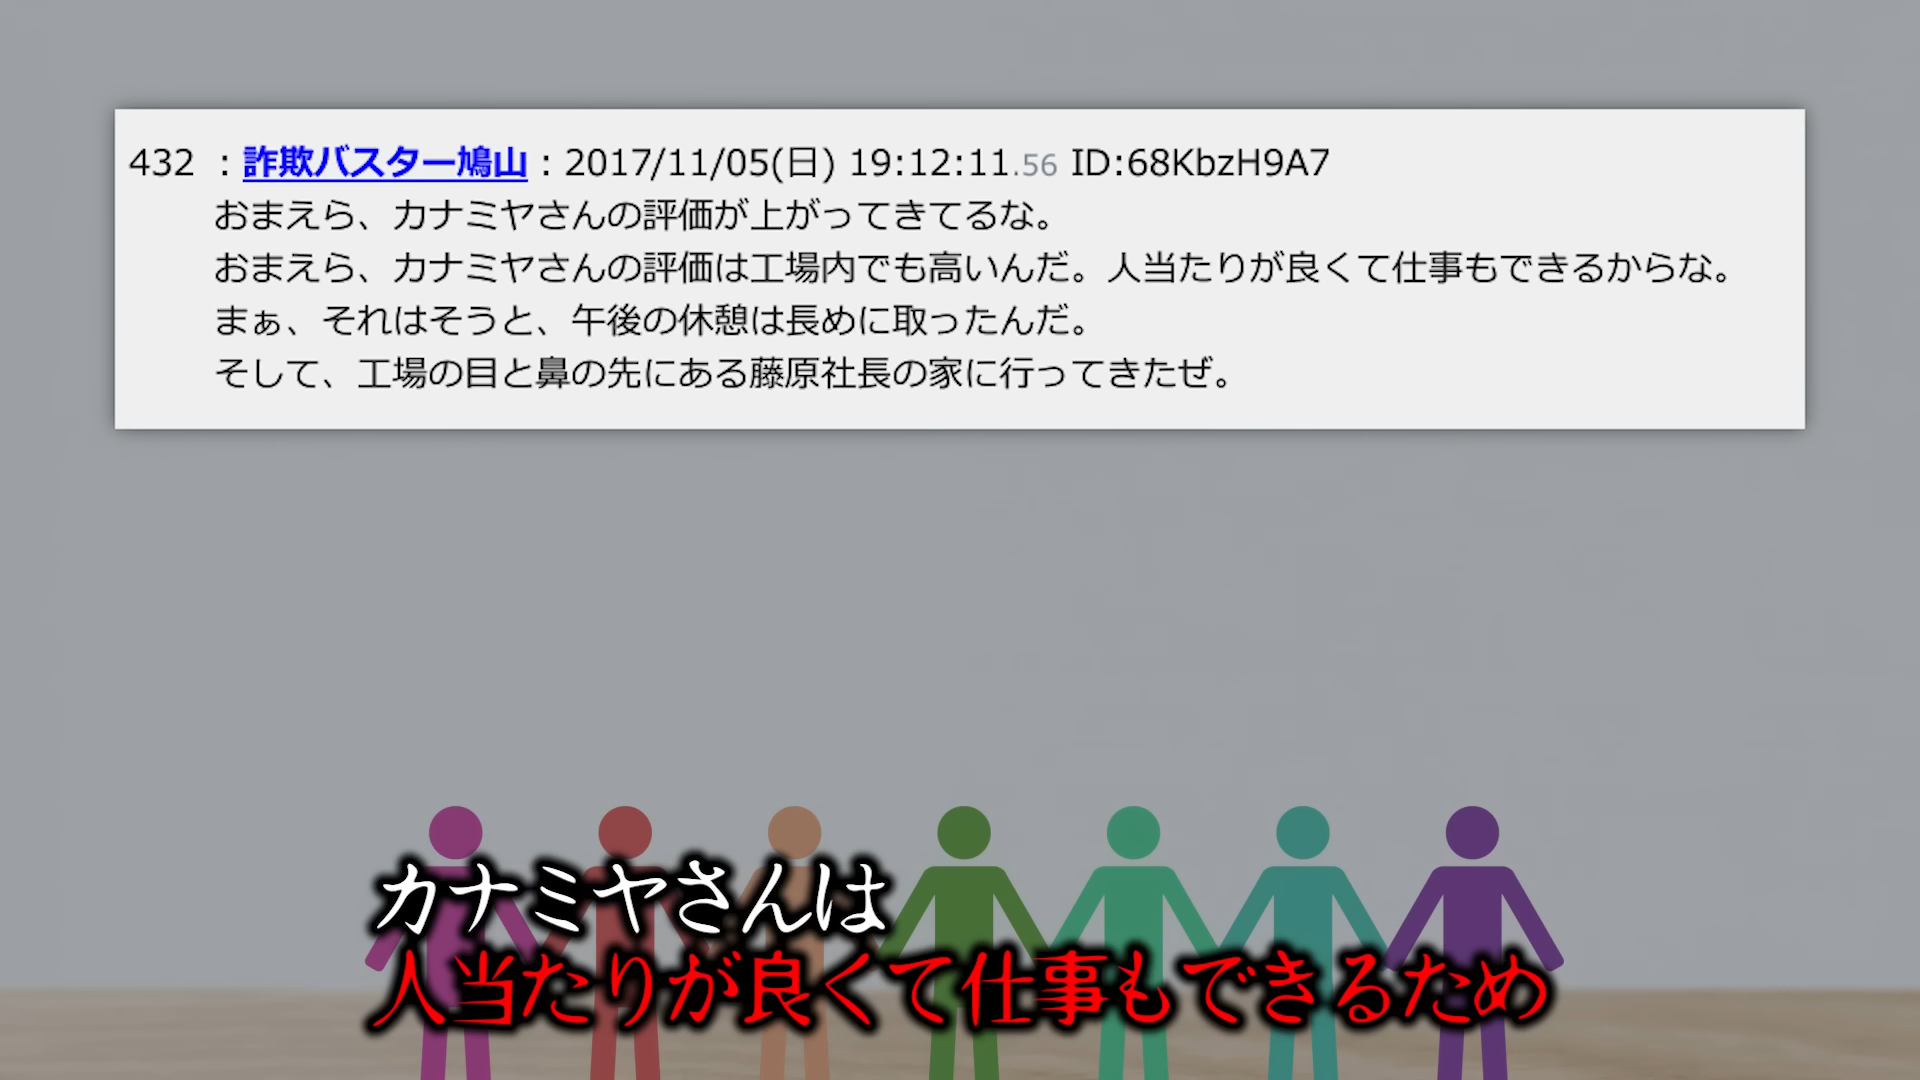 432 ：詐欺バスター鳩山：2017/11/05(日) 19:12:11.56 ID:68KbzH9A7
おまえら、カナミヤさんの評価が上がってきてるな。
おまえら、カナミヤさんの評価は工場内でも高いんだ。人当たりが良くて仕事もできるからな。
まぁ、それはそうと、午後の休憩は長めに取ったんだ。
そして、工場の目と鼻の先にある藤原社長の家に行ってきたぜ。
カナミヤさんは
人当たりが良くて仕事もできるため